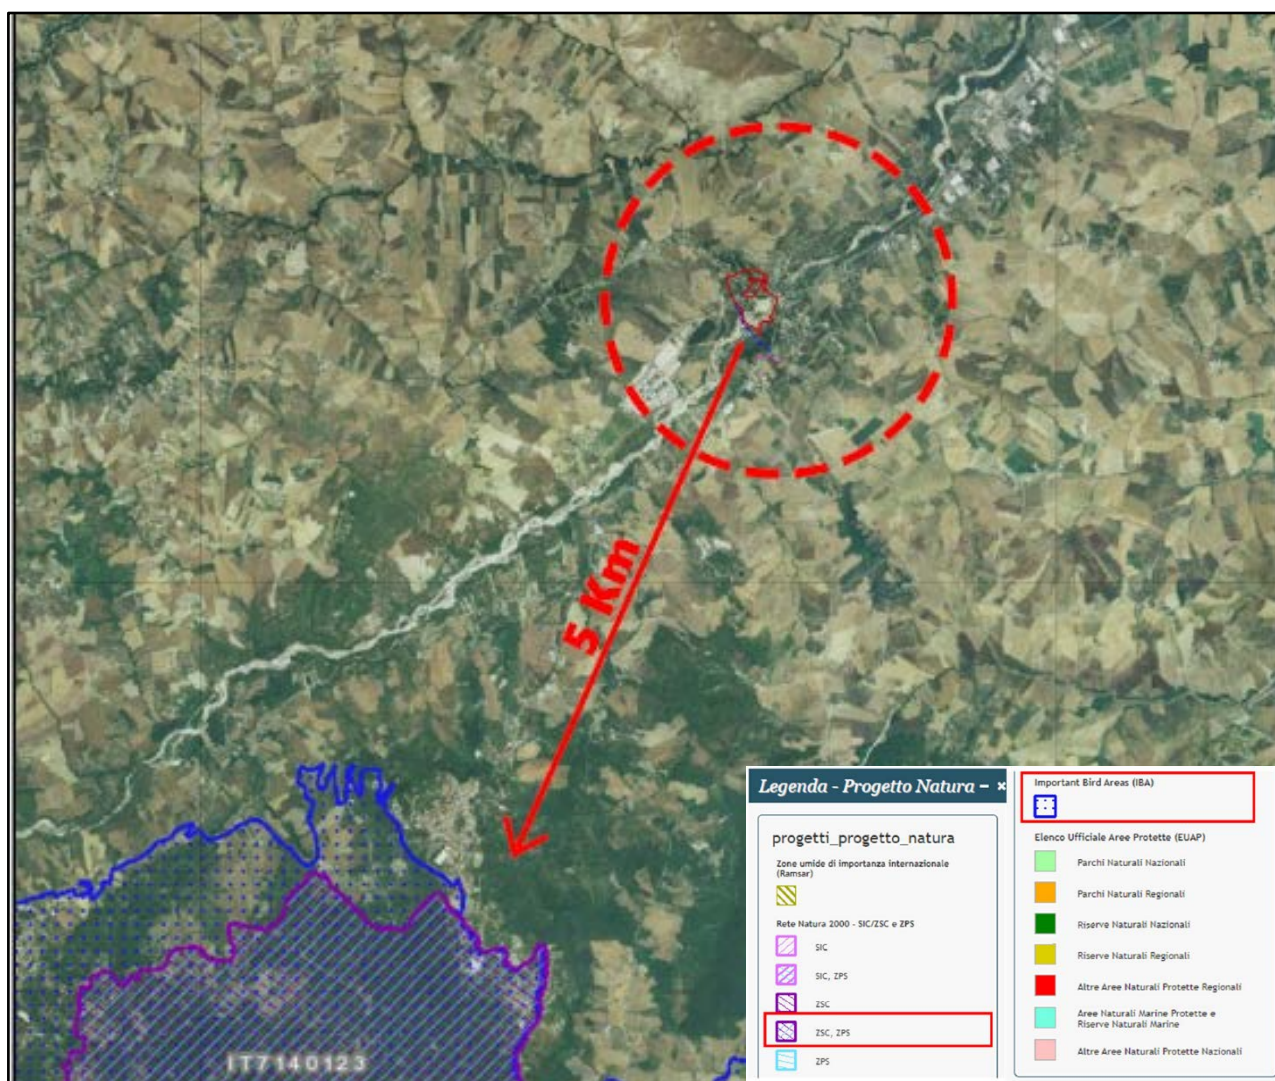 5 Km
IT7140123
Legenda - Progetto Natura – ×
progetti_progetto_natura
Zone umide di importanza internazionale
(Ramsar)
Rete Natura 2000 - SIC/ZSC e ZPS
SIC
SIC, ZPS
ZSC
ZSC, ZPS
ZPS
Important Bird Areas (IBA)
Elenco Ufficiale Aree Protette (EUAP)
Parchi Naturali Nazionali
Parchi Naturali Regionali
Riserve Naturali Nazionali
Riserve Naturali Regionali
Altre Aree Naturali Protette Regionali
Aree Naturali Marine Protette e
Riserve Naturali Marine
Altre Aree Naturali Protette Nazionali